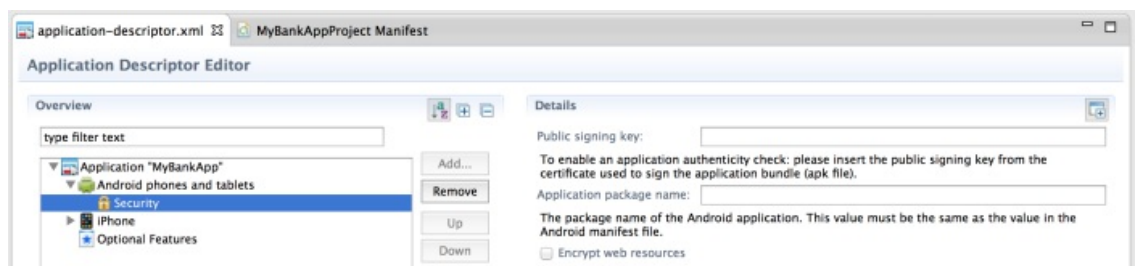 application-descriptor.xml
MyBankAppProject Manifest
Application Descriptor Editor
Overview
type filter text
Application "MyBankApp"
Android phones and tablets
Security
iPhone
Optional Features
Add...
Remove
Up
Down
Details
Public signing key:
To enable an application authenticity check: please insert the public signing key from the
certificate used to sign the application bundle (apk file).
Application package name:
The package name of the Android application. This value must be the same as the value in the
Android manifest file.
Encrypt web resources